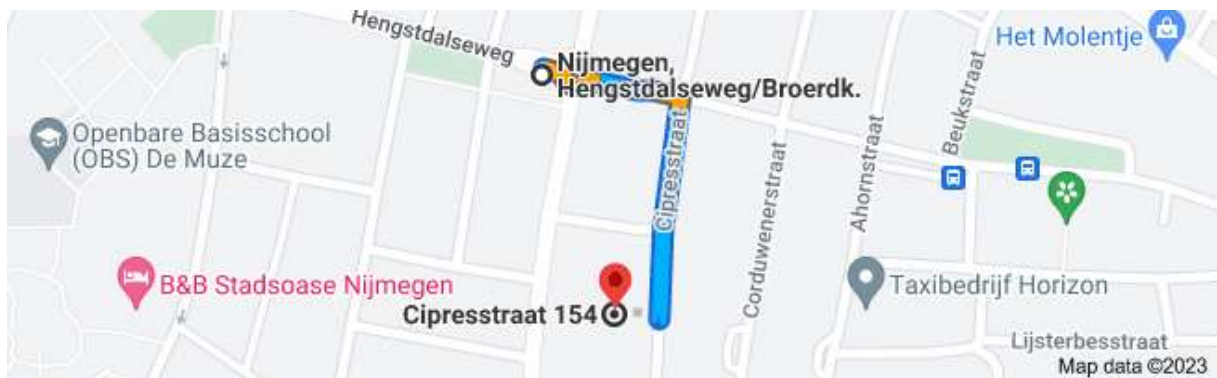 Hengstdalseweg
Het Molentje
Nijmegen,
Hengstdalseweg/Broerdk.
Openbare Basisschool
(OBS) De Muze
Cipresstraat
Corduwenerstraat
Ahornstraat
Beukstraat
B&B Stadsoase Nijmegen
Taxibedrijf Horizon
Cipresstraat 154
Lijsterbesstraat
Map data ©2023